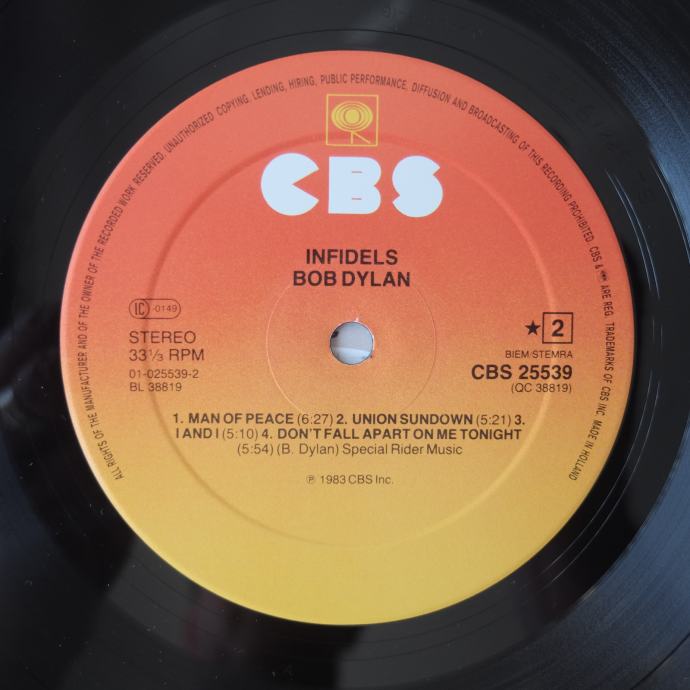 ALL RIGHTS OF THE MANUFACTURER AND OF THE OWNER OF THE RECORDED WORK RESERVED. UNAUTHORIZED COPYING, LENDING, HIRING, PUBLIC PERFORMANCE, DIFFUSION AND BROADCASTING OF THIS RECORDING PROHIBITED. CBS & ARE REG. TRADEMARKS OF CBS INC. MADE IN HOLLAND
CBS
INFIDELS
BOB DYLAN
IC -0149
STEREO
33⅓ RPM
01-025539-2
BL 38819
★ 2
BIEM/STEMRA
CBS 25539
(QC 38819)
1. MAN OF PEACE (6:27) 2. UNION SUNDOWN (5:21) 3.
I AND I (5:10) 4. DON'T FALL APART ON ME TONIGHT
(5:54) (B. Dylan) Special Rider Music
℗ 1983 CBS Inc.